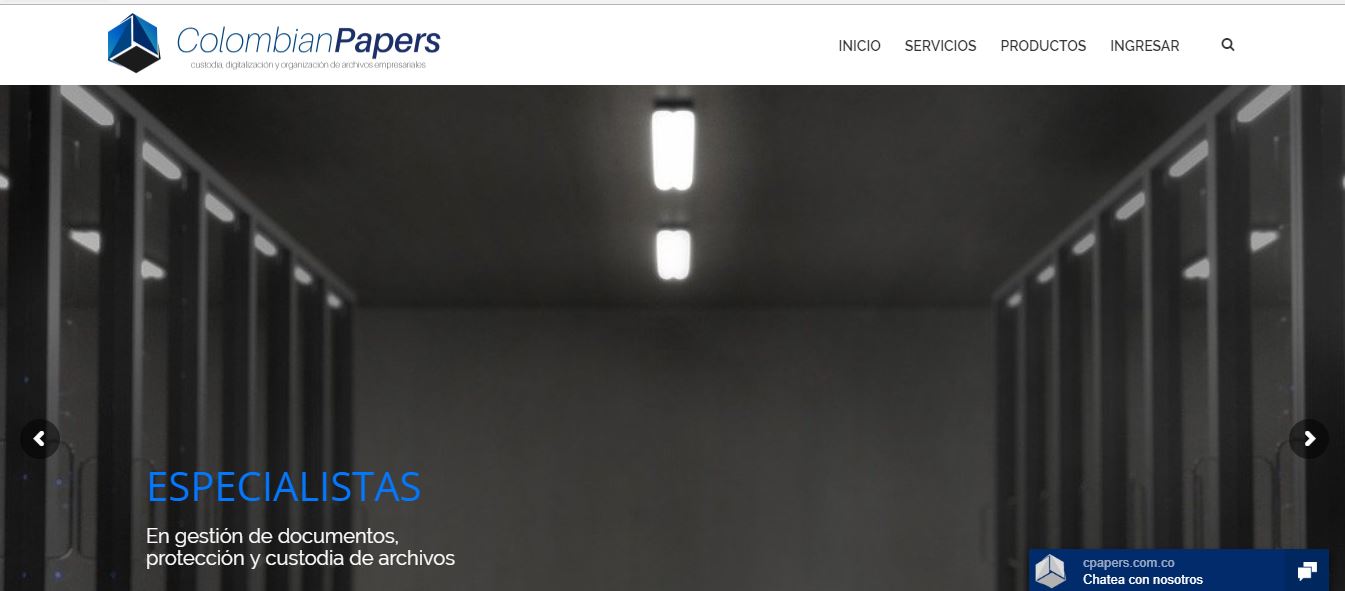 ColombianPapers
custodia, digitalización y organización de archivos empresariales
INICIO SERVICIOS PRODUCTOS INGRESAR
ESPECIALISTAS
En gestión de documentos,
protección y custodia de archivos
cpapers.com.co
Chatea con nosotros